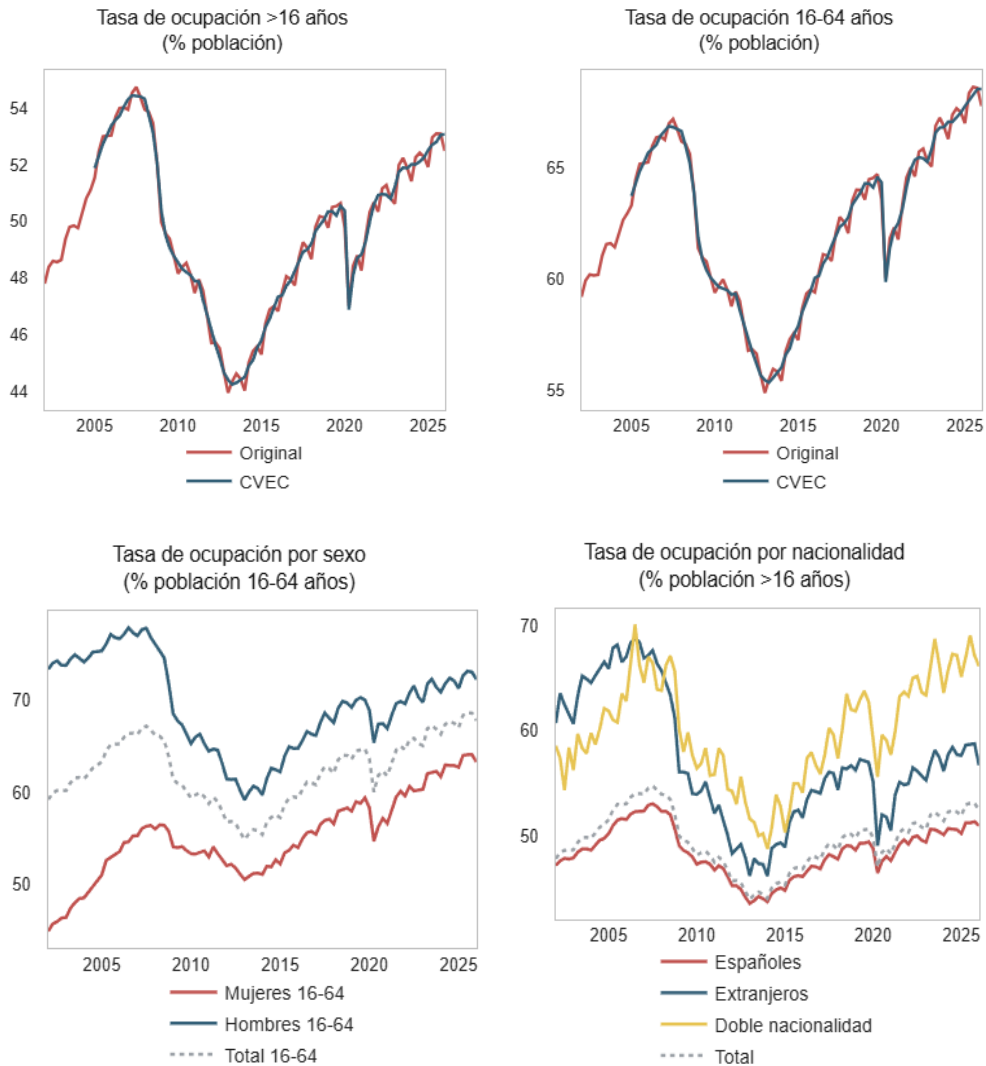 Tasa de ocupación >16 años
(% población)
54
52
50
48
46
44
2005 2010 2015 2020 2025
Original
CVEC
Tasa de ocupación 16-64 años
(% población)
65
60
55
2005 2010 2015 2020 2025
Original
CVEC
Tasa de ocupación por sexo
(% población 16-64 años)
70
60
50
2005 2010 2015 2020 2025
Mujeres 16-64
Hombres 16-64
Total 16-64
Tasa de ocupación por nacionalidad
(% población >16 años)
70
60
50
2005 2010 2015 2020 2025
Españoles
Extranjeros
Doble nacionalidad
Total